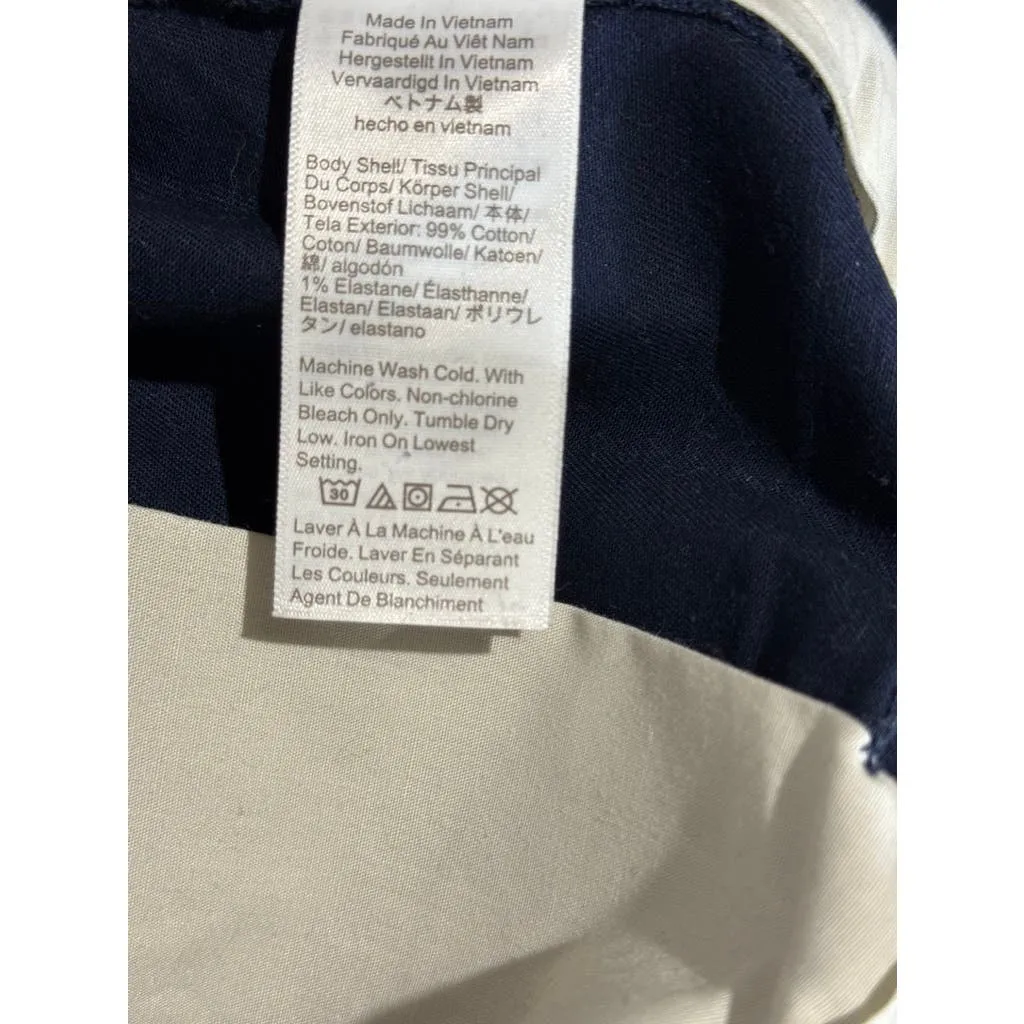 Made In Vietnam
Fabriqué Au Viêt Nam
Hergestellt In Vietnam
Vervaardigd In Vietnam
ベトナム製
hecho en vietnam
Body Shell/ Tissu Principal
Du Corps/ Körper Shell/
Bovenstof Lichaam/ 本体/
Tela Exterior: 99% Cotton/
Coton/ Baumwolle/ Katoen/
綿/ algodón
1% Elastane/ Élasthanne/
Elastan/ Elastaan/ ポリウレ
タン/ elastano
Machine Wash Cold. With
Like Colors. Non-chlorine
Bleach Only. Tumble Dry
Low. Iron On Lowest
Setting.
30
Laver À La Machine À L'eau
Froide. Laver En Séparant
Les Couleurs. Seulement
Agent De Blanchiment